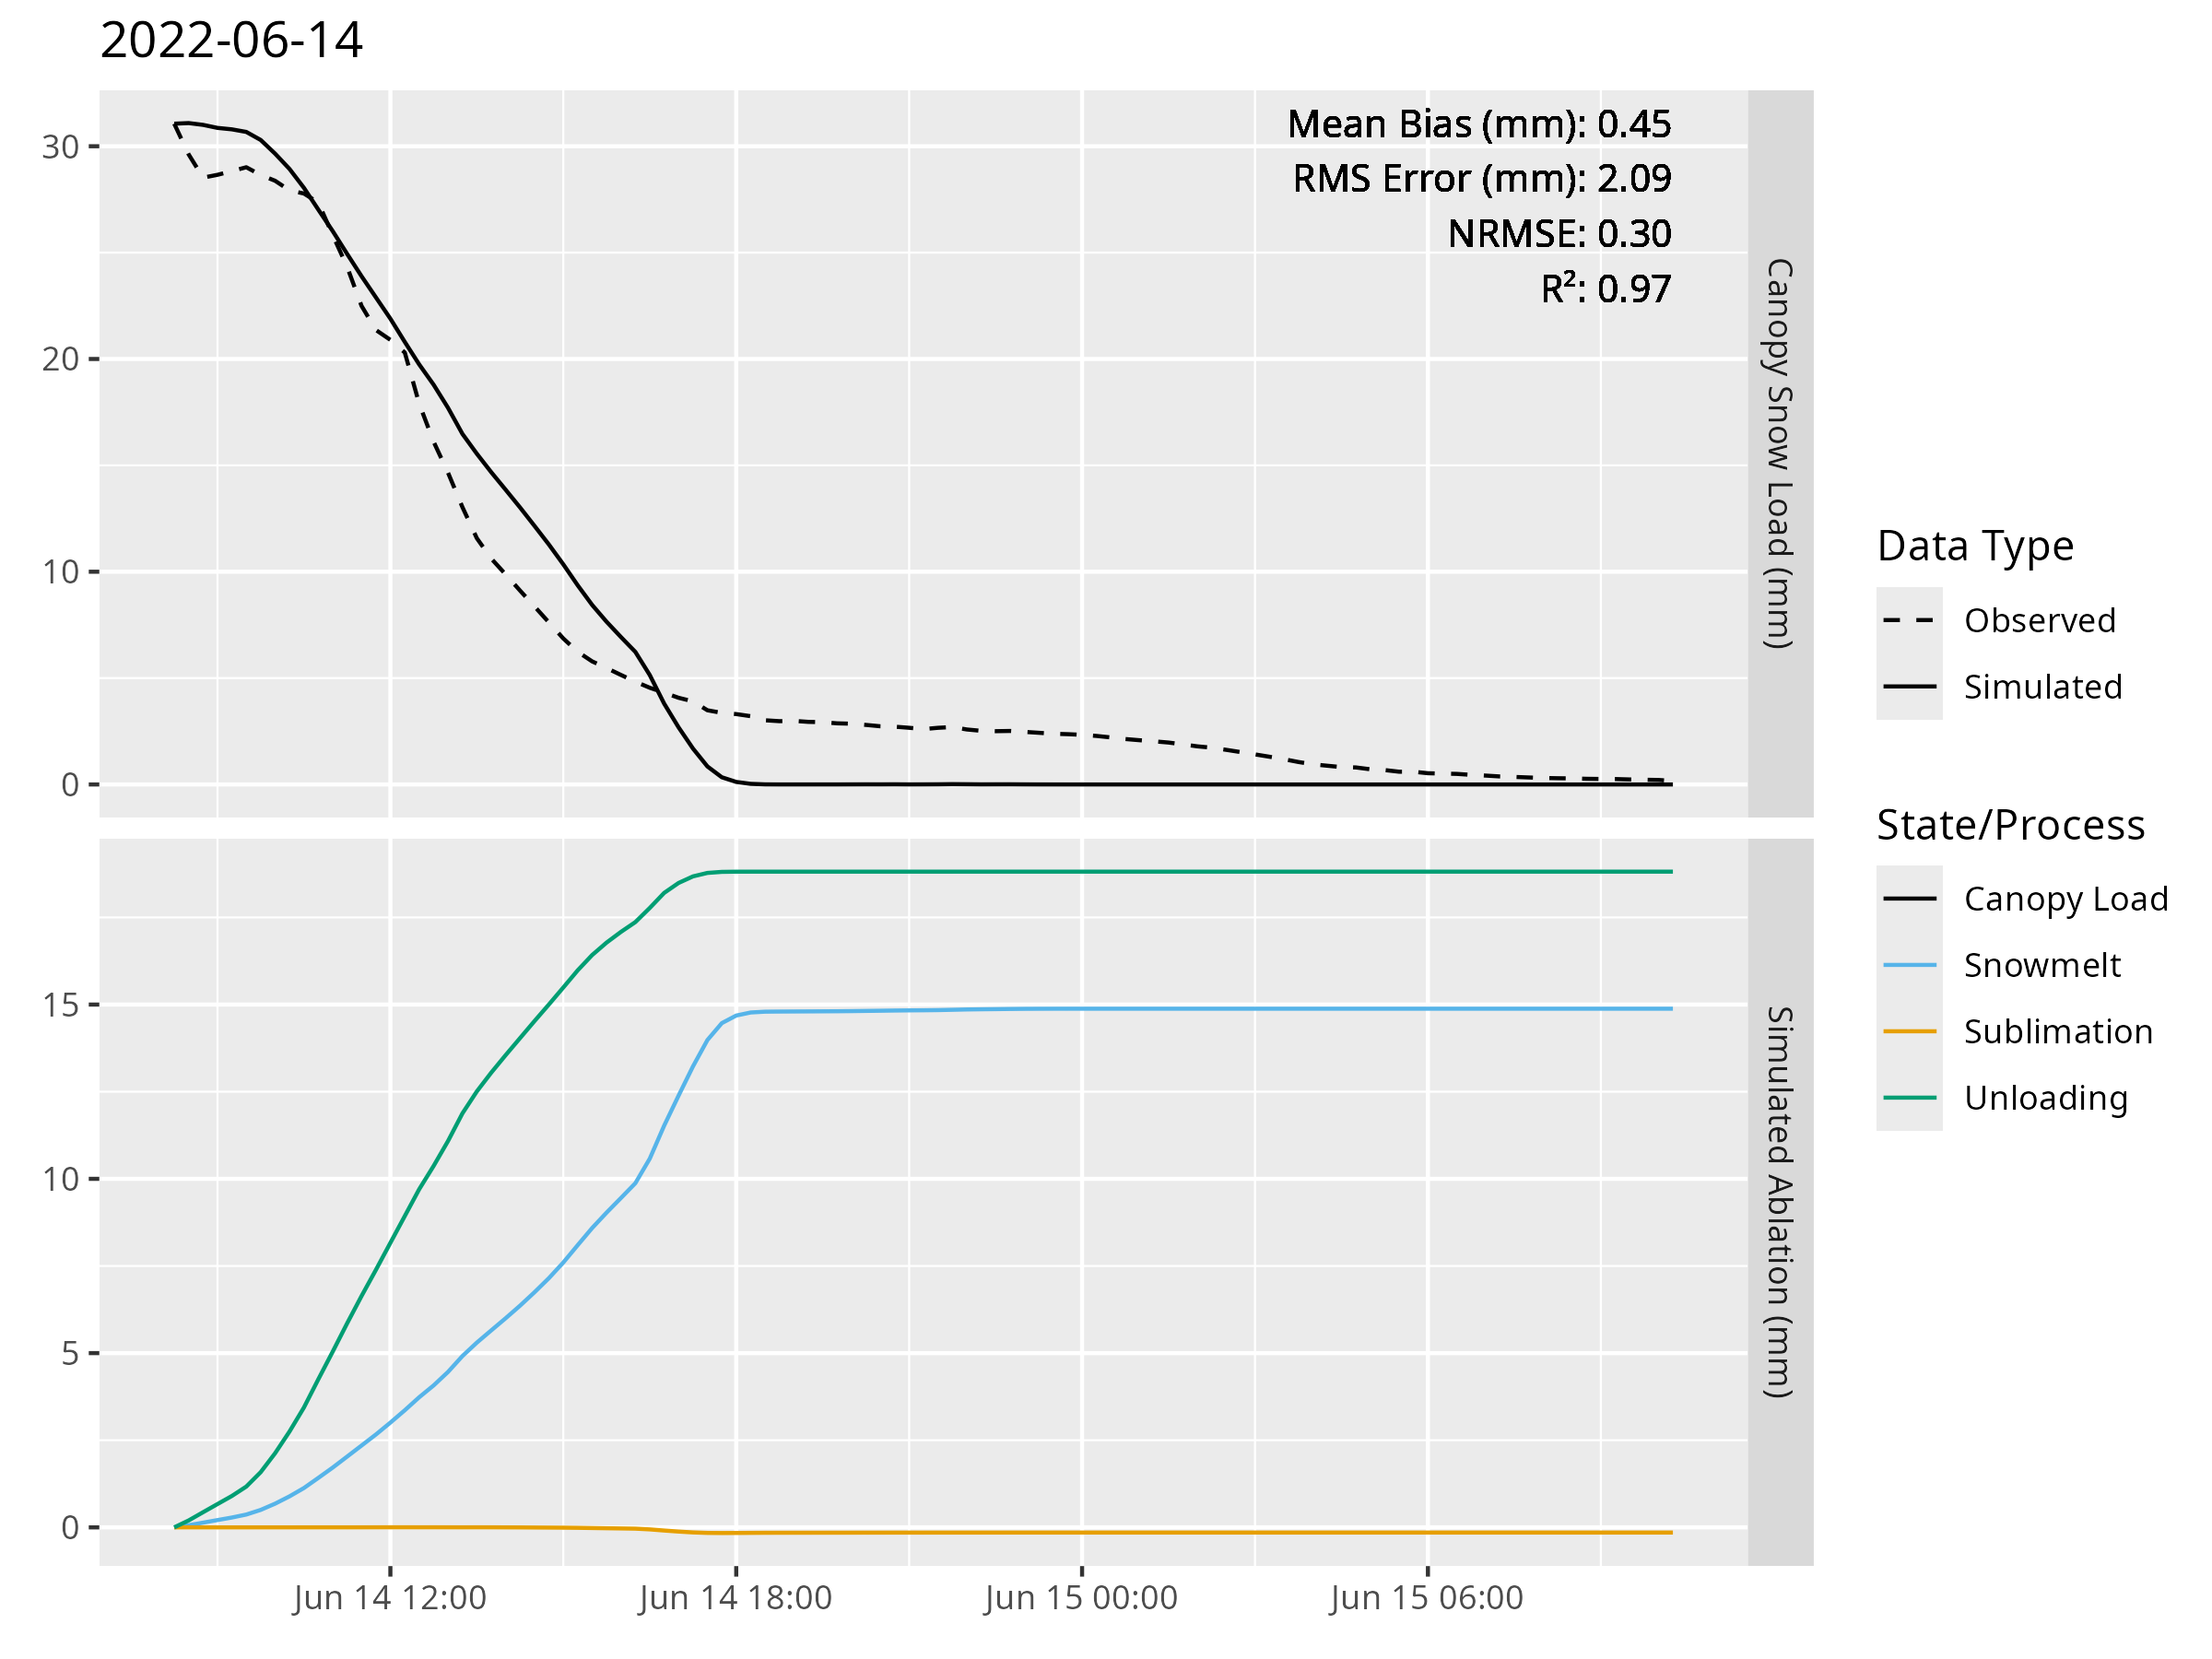 2022-06-14
30
20
10
0
Mean Bias (mm): 0.45
RMS Error (mm): 2.09
NRMSE: 0.30
R²: 0.97
Canopy Snow Load (mm)
15
10
5
0
Simulated Ablation (mm)
Jun 14 12:00
Jun 14 18:00
Jun 15 00:00
Jun 15 06:00
Data Type
Observed
Simulated
State/Process
Canopy Load
Snowmelt
Sublimation
Unloading